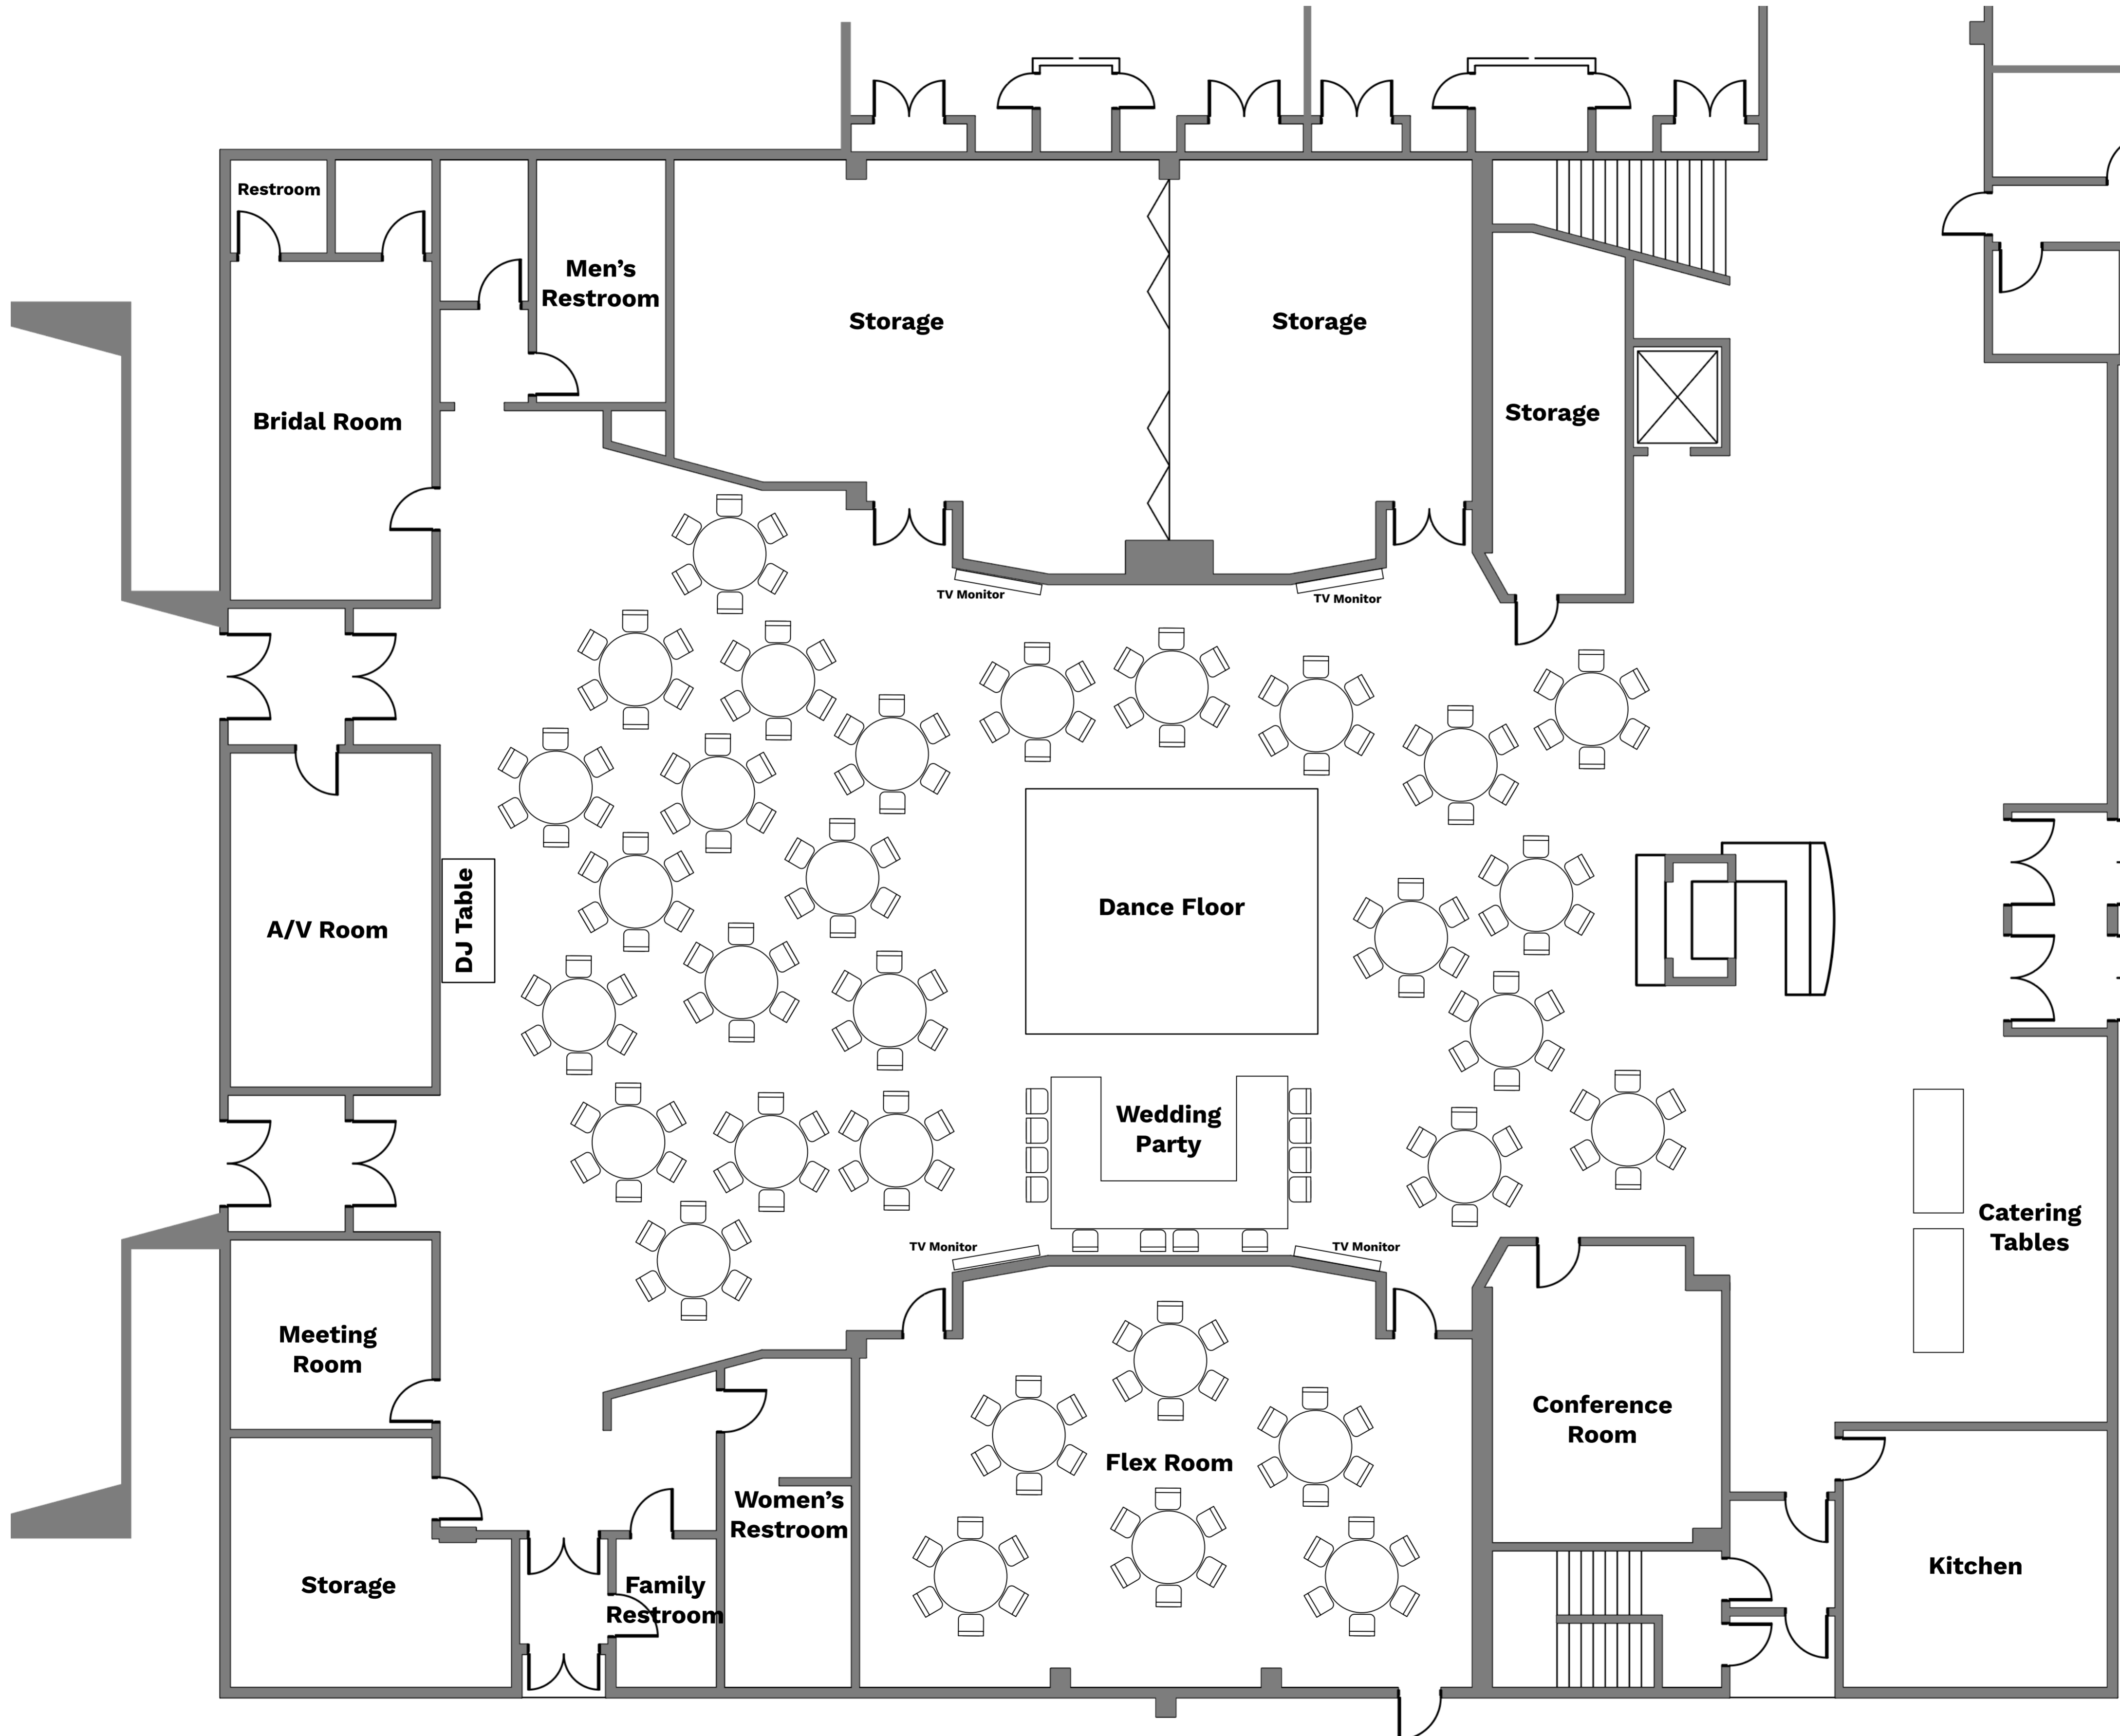 Restroom
Men’s
Restroom
Storage
Storage
Storage
Bridal Room
TV Monitor
TV Monitor
Dance Floor
A/V Room
DJ Table
Wedding
Party
Catering
Tables
TV Monitor
TV Monitor
Meeting
Room
Conference
Room
Flex Room
Women’s
Restroom
Storage
Family
Restroom
Kitchen